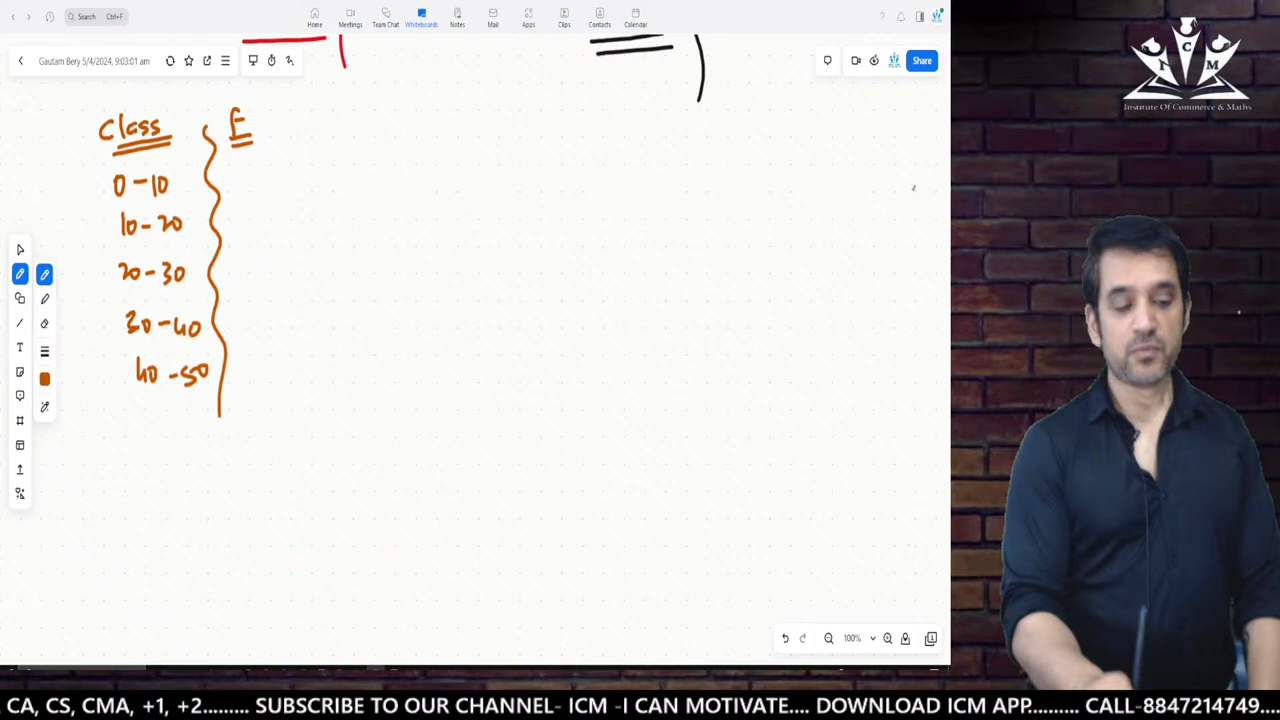 Search Ctrl+F
Home Meetings Team Chat Whiteboards Notes Mail Apps Clips Contacts Calendar
Gautam Bery 5/4/2024, 9:03:01 am
Share
I C M
Institute Of Commerce & Maths
Class F
0-10
10-20
20-30
30-40
40-50
100%
CA, CS, CMA, +1, +2........ SUBSCRIBE TO OUR CHANNEL- ICM -I CAN MOTIVATE.... DOWNLOAD ICM APP.......... CALL-8847214749....